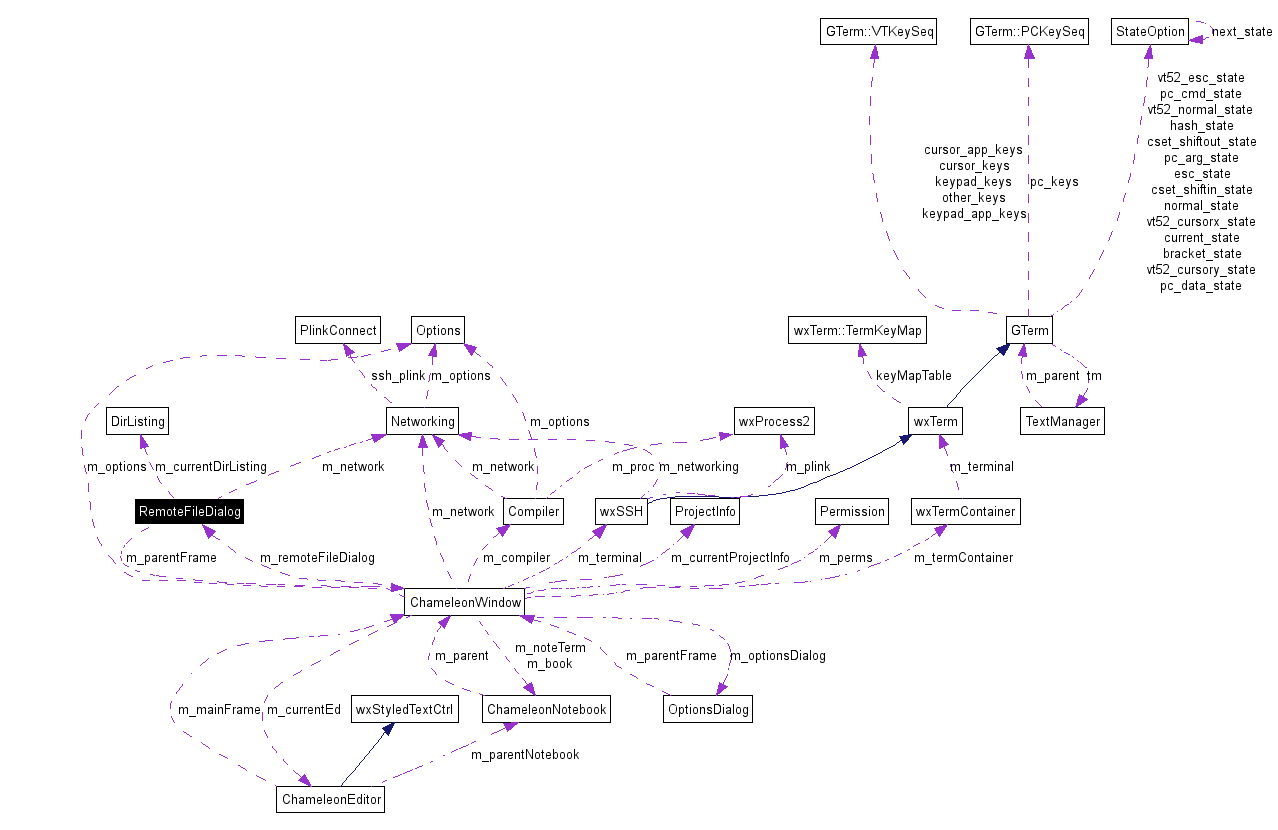 GTerm::VTKeySeq
GTerm::PCKeySeq
StateOption
next_state
vt52_esc_state
pc_cmd_state
vt52_normal_state
hash_state
cset_shiftout_state
pc_arg_state
esc_state
cset_shiftin_state
normal_state
vt52_cursorx_state
current_state
bracket_state
vt52_cursory_state
pc_data_state
cursor_app_keys
cursor_keys
keypad_keys
other_keys
keypad_app_keys
pc_keys
PlinkConnect
Options
wxTerm::TermKeyMap
GTerm
ssh_plink
m_options
keyMapTable
m_parent
tm
DirListing
Networking
m_options
wxProcess2
wxTerm
TextManager
m_options
m_currentDirListing
m_network
m_network
m_proc
m_networking
m_plink
m_terminal
RemoteFileDialog
m_network
Compiler
wxSSH
ProjectInfo
Permission
wxTermContainer
m_parentFrame
m_remoteFileDialog
m_compiler
m_terminal
m_currentProjectInfo
m_perms
m_termContainer
ChameleonWindow
m_parent
m_noteTerm
m_book
m_parentFrame
m_optionsDialog
m_mainFrame
m_currentEd
wxStyledTextCtrl
ChameleonNotebook
OptionsDialog
m_parentNotebook
ChameleonEditor